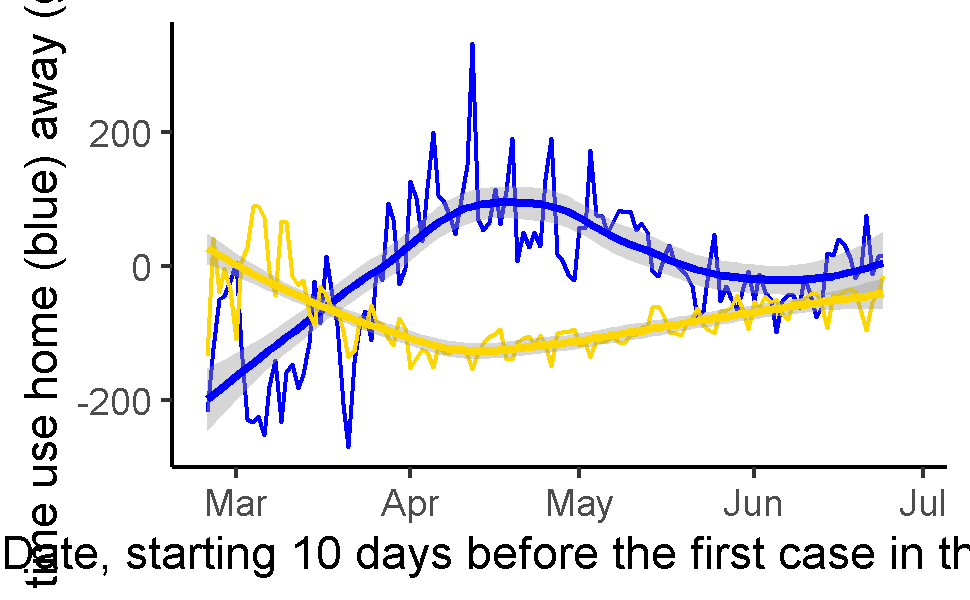 time use home (blue) away (
200
0
-200
Mar Apr May Jun Jul
Date, starting 10 days before the first case in th